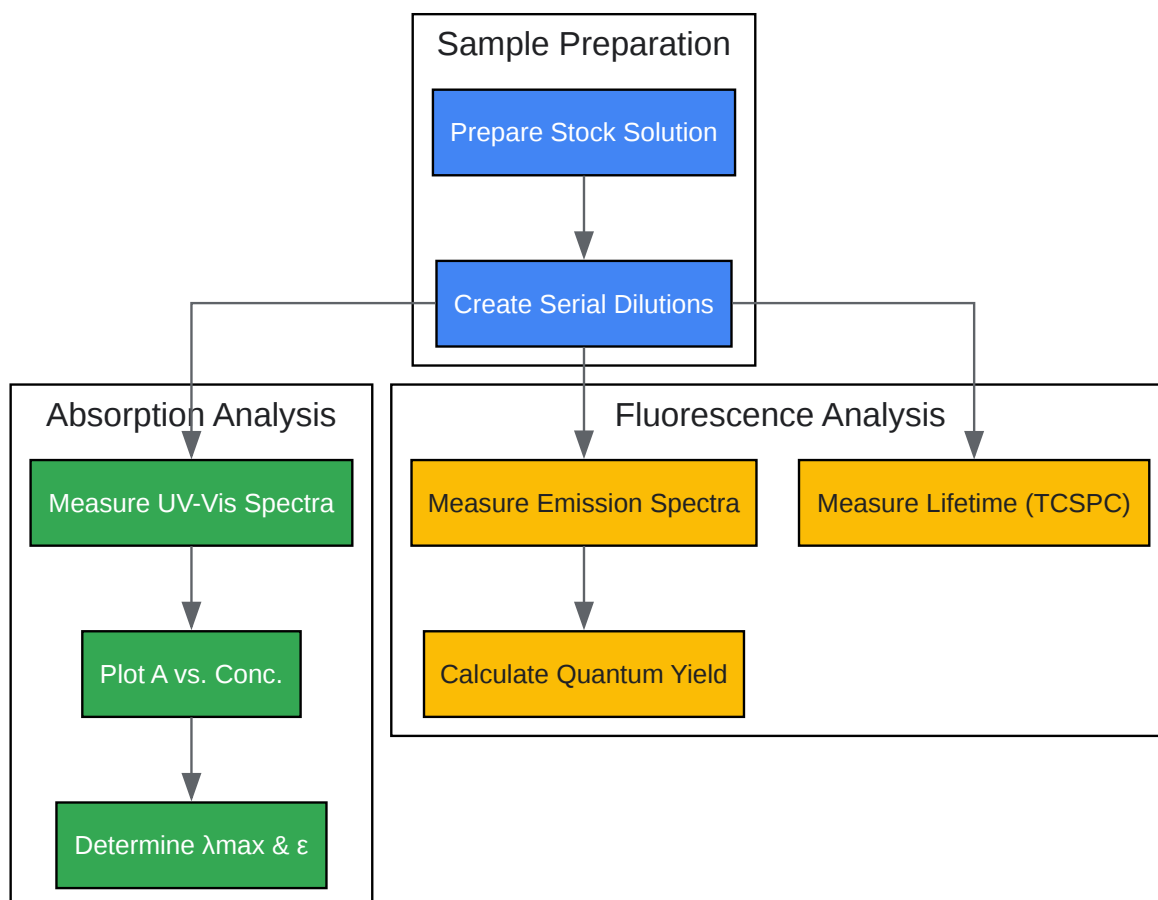 Sample Preparation
Prepare Stock Solution
Create Serial Dilutions
Absorption Analysis
Measure UV-Vis Spectra
Plot A vs. Conc.
Determine λmax & ε
Fluorescence Analysis
Measure Emission Spectra
Measure Lifetime (TCSPC)
Calculate Quantum Yield